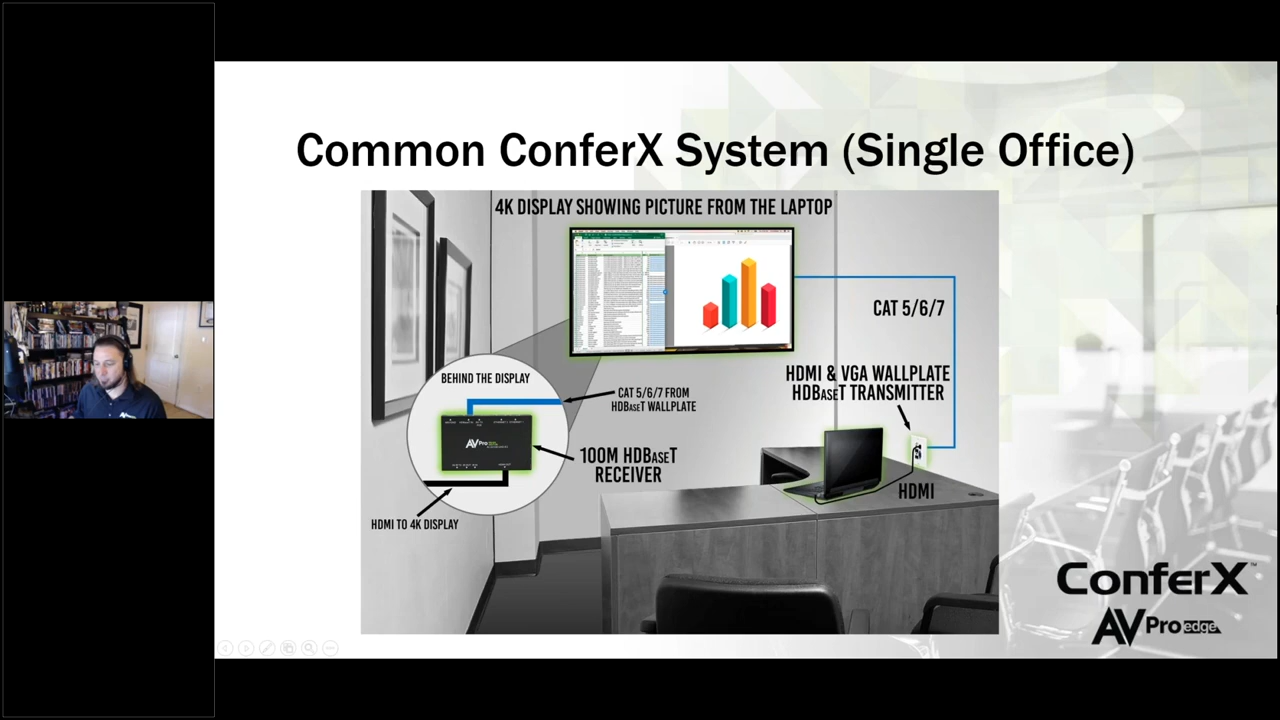 Common ConferX System (Single Office)
4K DISPLAY SHOWING PICTURE FROM THE LAPTOP
CAT 5/6/7
HDMI & VGA WALLPLATE
HDBaseT TRANSMITTER
BEHIND THE DISPLAY
CAT 5/6/7 FROM
HDBaseT WALLPLATE
AVPro
100M HDBaseT
RECEIVER
HDMI
HDMI TO 4K DISPLAY
ConferX™
AVPro edge